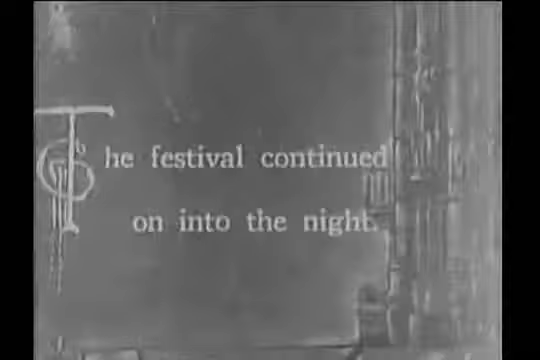 The festival continued
on into the night.